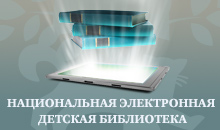 НАЦИОНАЛЬНАЯ ЭЛЕКТРОННАЯ
ДЕТСКАЯ БИБЛИОТЕКА